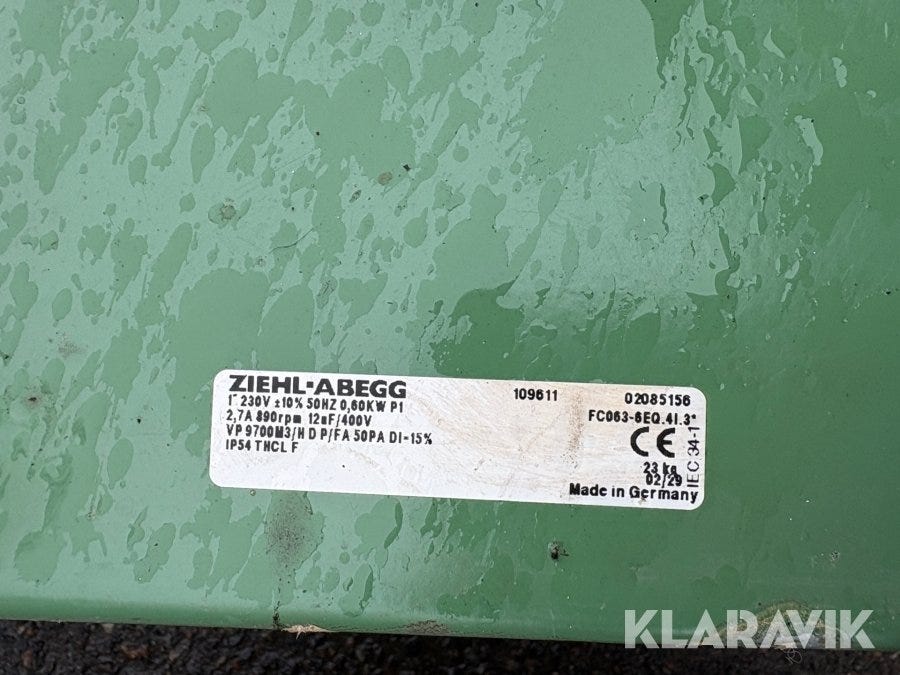 ZIEHL-ABEGG 109611 02085156
1~ 230V ±10% 50HZ 0,60KW P1 FC063-6EQ.4I.3*
2,7A 890rpm 12uF/400V
VP 9700M3/H D P/FA 50PA DI-15% CE
IP54 THCL F 23 kg
02/29
IEC 34-1
Made in Germany
KLARAVIK